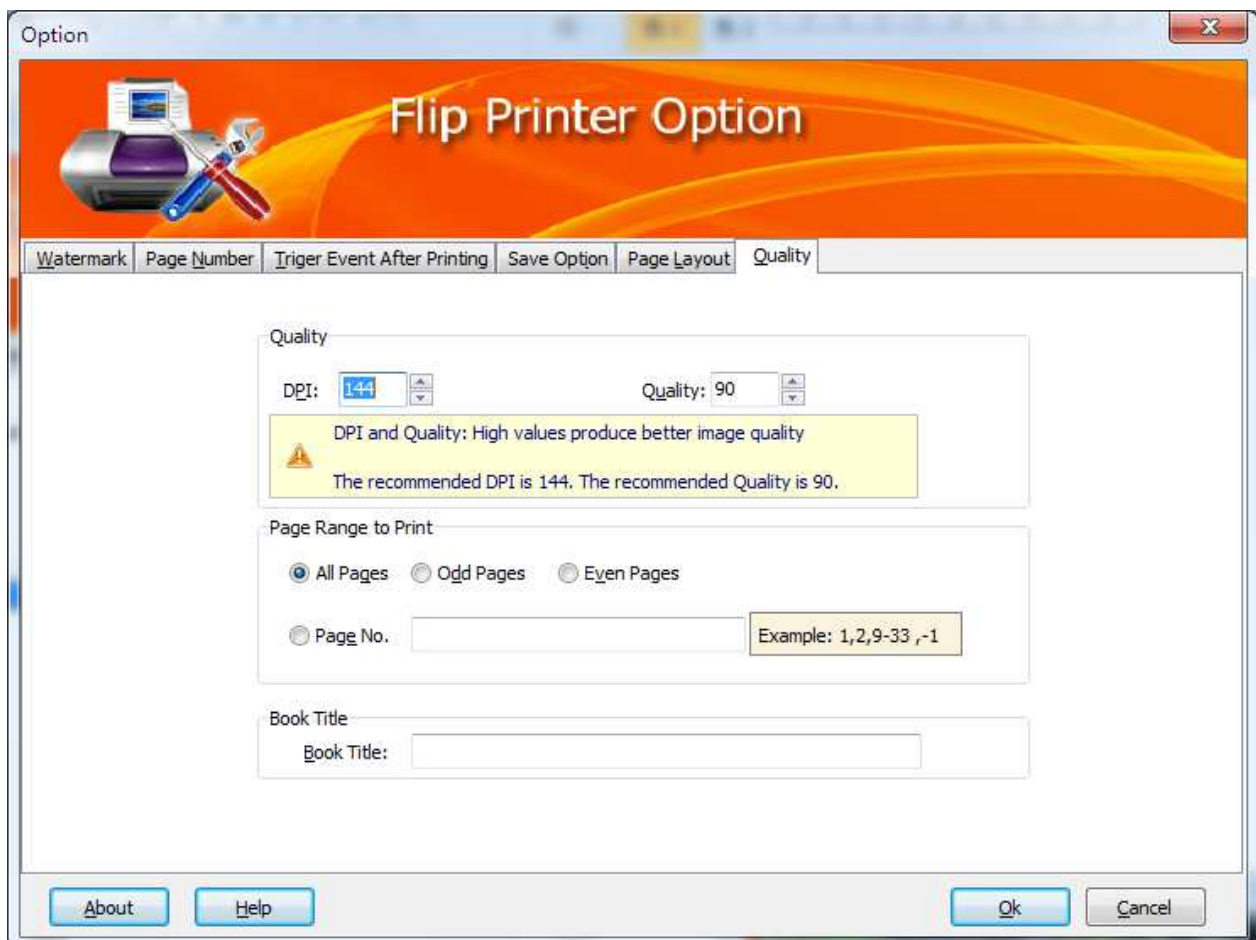 Option
X
Flip Printer Option
Watermark Page Number Triger Event After Printing Save Option Page Layout Quality
Quality
DPI: 144 Quality: 90
DPI and Quality: High values produce better image quality
The recommended DPI is 144. The recommended Quality is 90.
Page Range to Print
All Pages Odd Pages Even Pages
Page No. Example: 1,2,9-33 ,-1
Book Title
Book Title:
About Help Ok Cancel